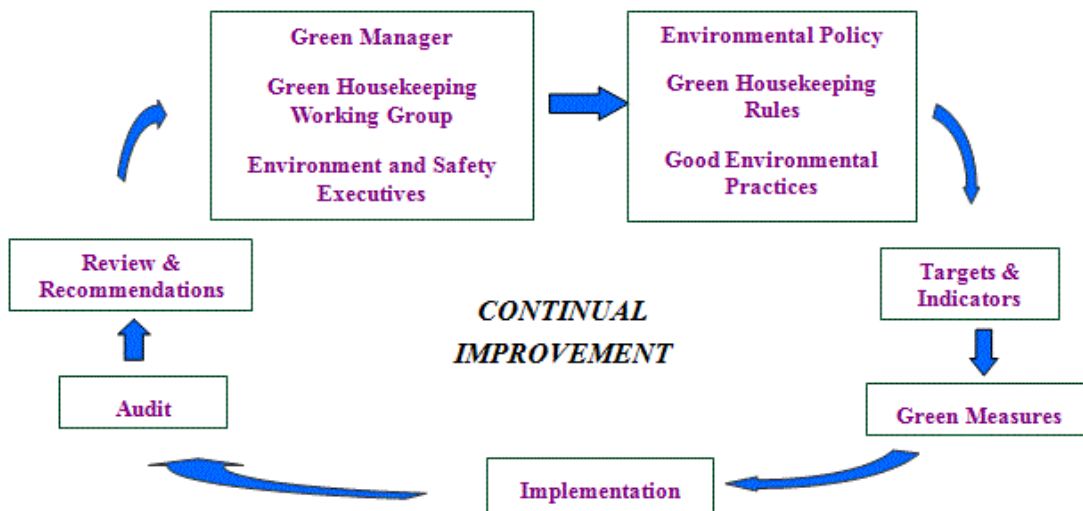 Green Manager
Green Housekeeping
Working Group
Environment and Safety
Executives
Environmental Policy
Green Housekeeping
Rules
Good Environmental
Practices
Targets &
Indicators
Green Measures
Implementation
Audit
Review &
Recommendations
CONTINUAL
IMPROVEMENT